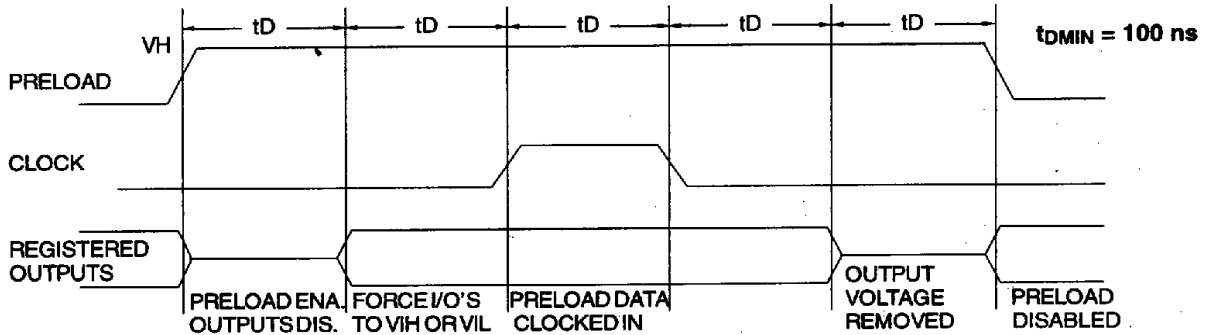 tD tD tD tD tD
VH
tDMIN = 100 ns
PRELOAD
CLOCK
REGISTERED
OUTPUTS
PRELOAD ENA.
OUTPUTS DIS.
FORCE I/O'S
TO VIH OR VIL
PRELOAD DATA
CLOCKED IN
OUTPUT
VOLTAGE
REMOVED
PRELOAD
DISABLED